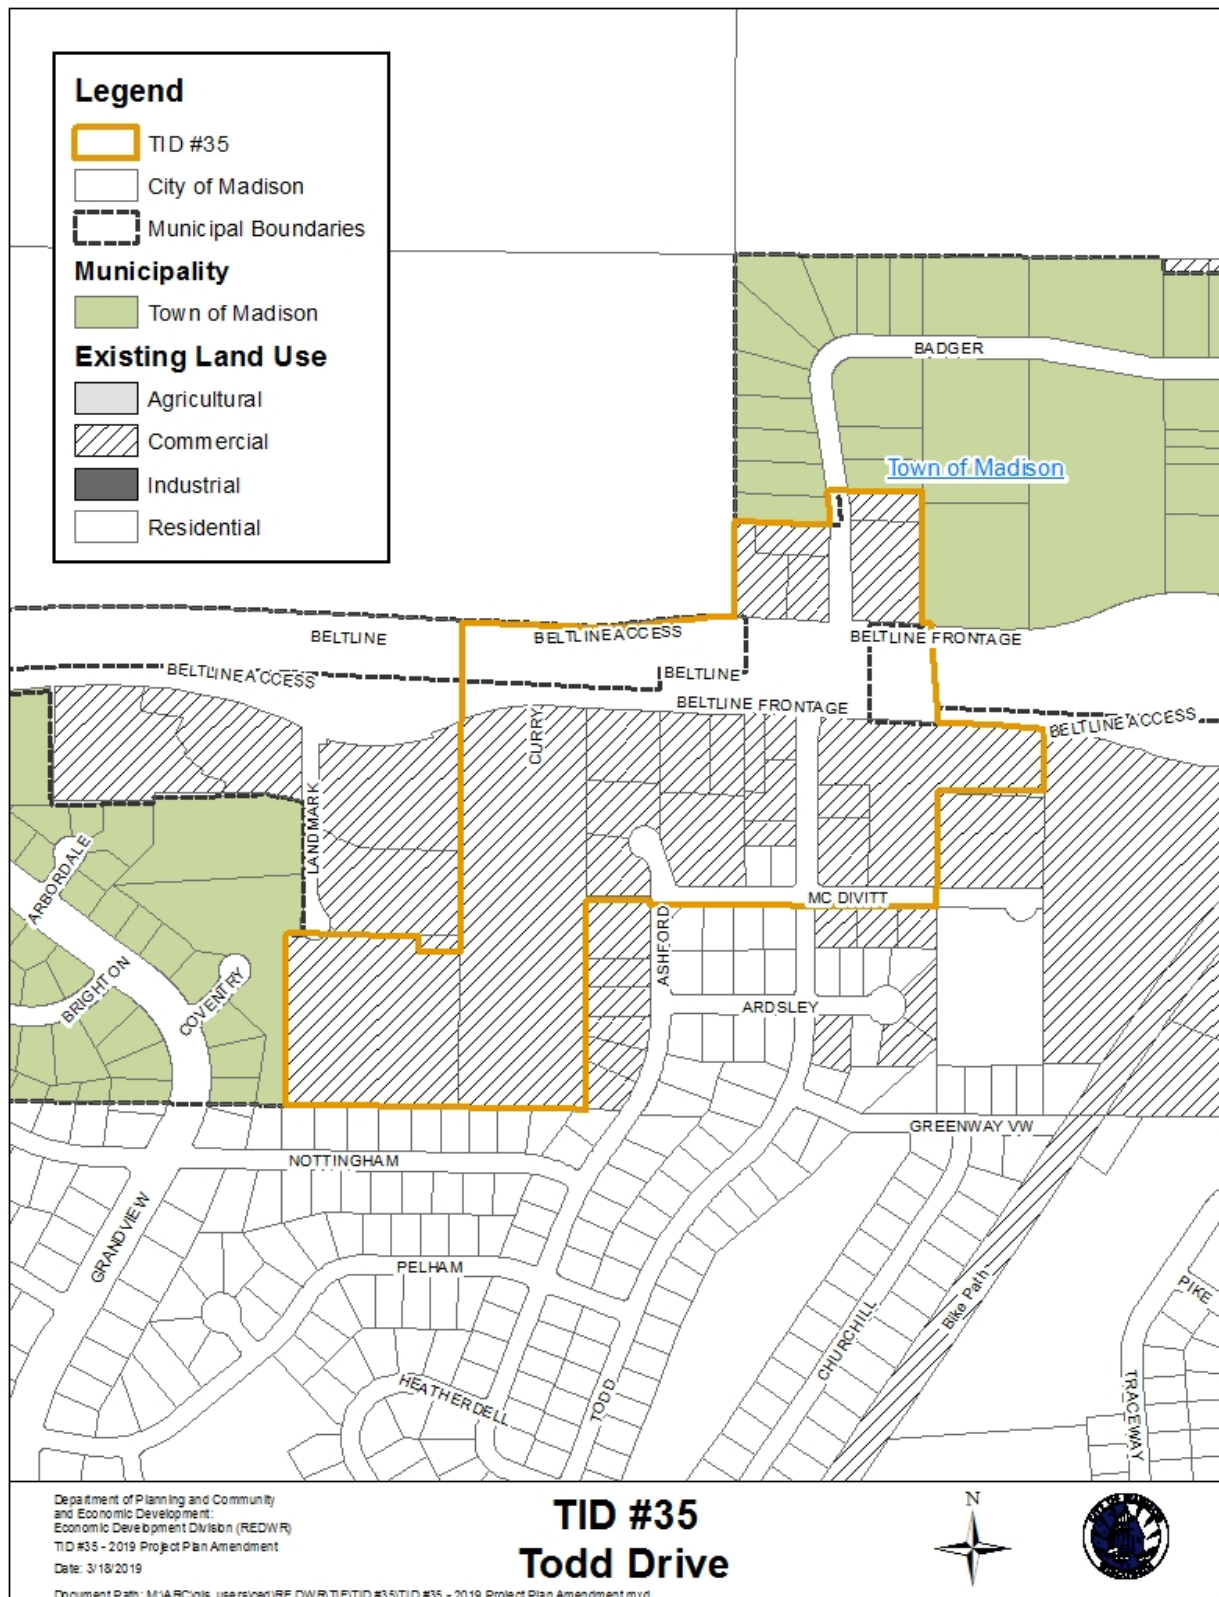 Legend
TID #35
City of Madison
Municipal Boundaries
Municipality
Town of Madison
Existing Land Use
Agricultural
Commercial
Industrial
Residential
BADGER
Town of Madison
BELTLINE
BELTLINE ACCESS
BELTLINE FRONTAGE
BELTLINE ACCESS
BELTLINE
BELTLINE FRONTAGE
BELTLINE ACCESS
CURRY
LANDMARK
ARBORDALE
MC DIVITT
ASHFORD
BRIGHTON
COVENTRY
ARDSLEY
GREENWAY VW
NOTTINGHAM
GRANDVIEW
PELHAM
Bike Path
PIKE
CHURCHILL
HEATHERDELL
TODD
TRACEWAY
Department of Planning and Community
and Economic Development:
Economic Development Division (REDWR)
TID #35 - 2019 Project Plan Amendment
Date: 3/18/2019
TID #35
Todd Drive
N